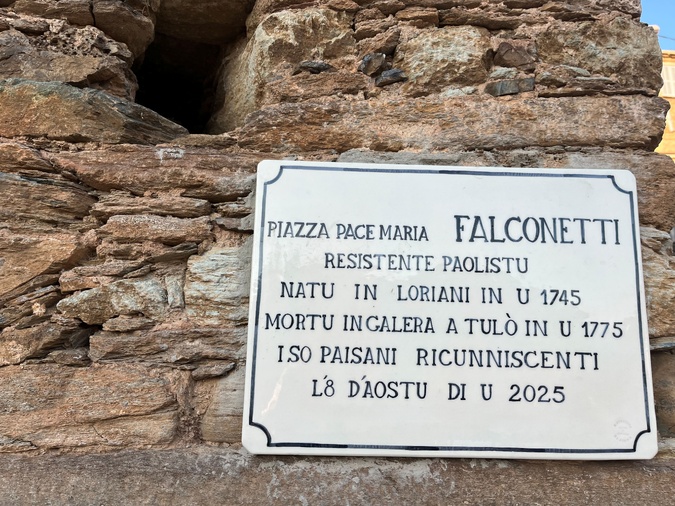 PIAZZA PACE MARIA FALCONETTI
RESISTENTE PAOLISTU
NATU IN LORIANI IN U 1745
MORTU IN GALERA A TULÒ IN U 1775
I SO PAISANI RICUNNISCENTI
L'8 D'AOSTU DI U 2025